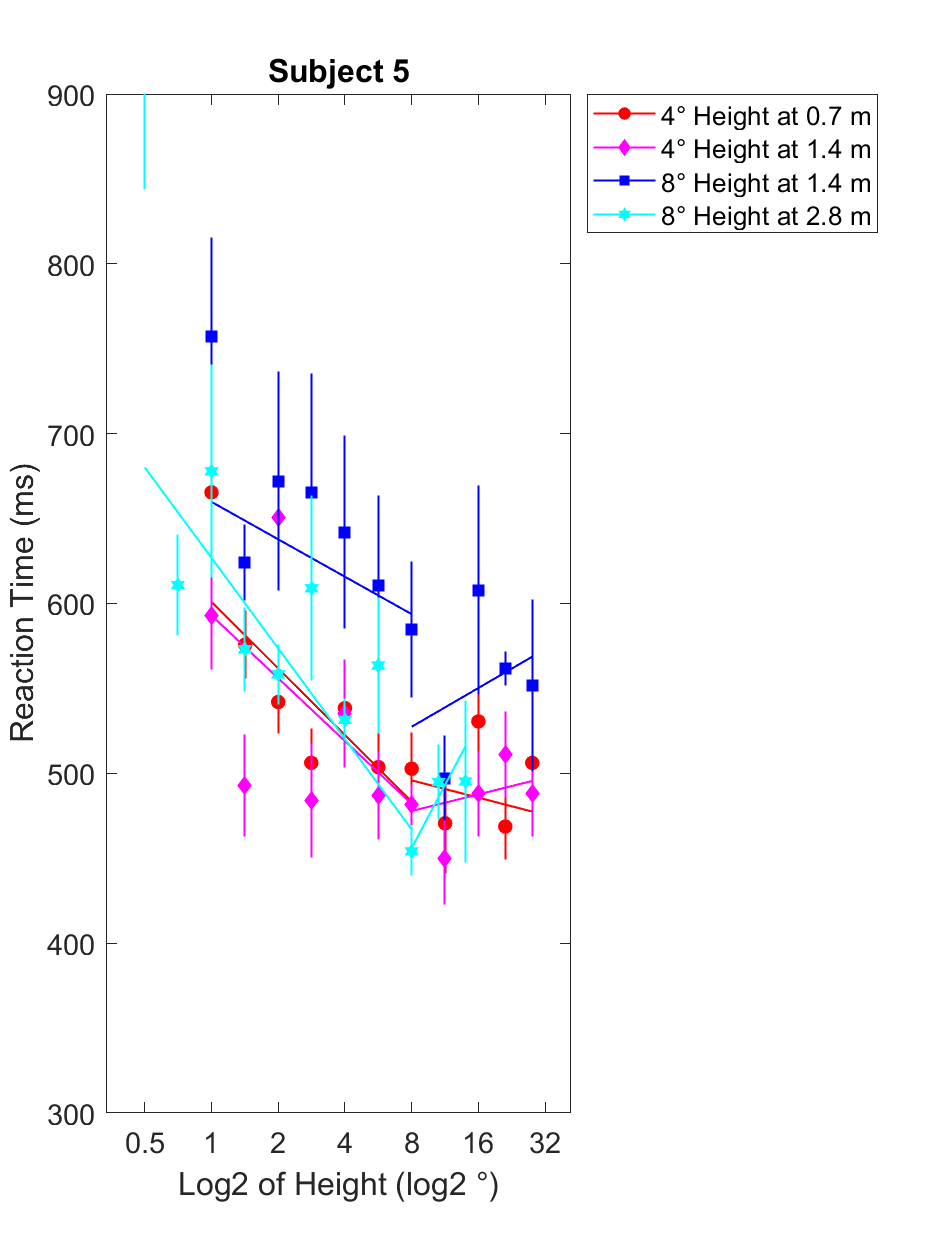 Subject 5
900
800
700
600
500
400
300
Reaction Time (ms)
0.5 1 2 4 8 16 32
Log2 of Height (log2 °)
4° Height at 0.7 m
4° Height at 1.4 m
8° Height at 1.4 m
8° Height at 2.8 m